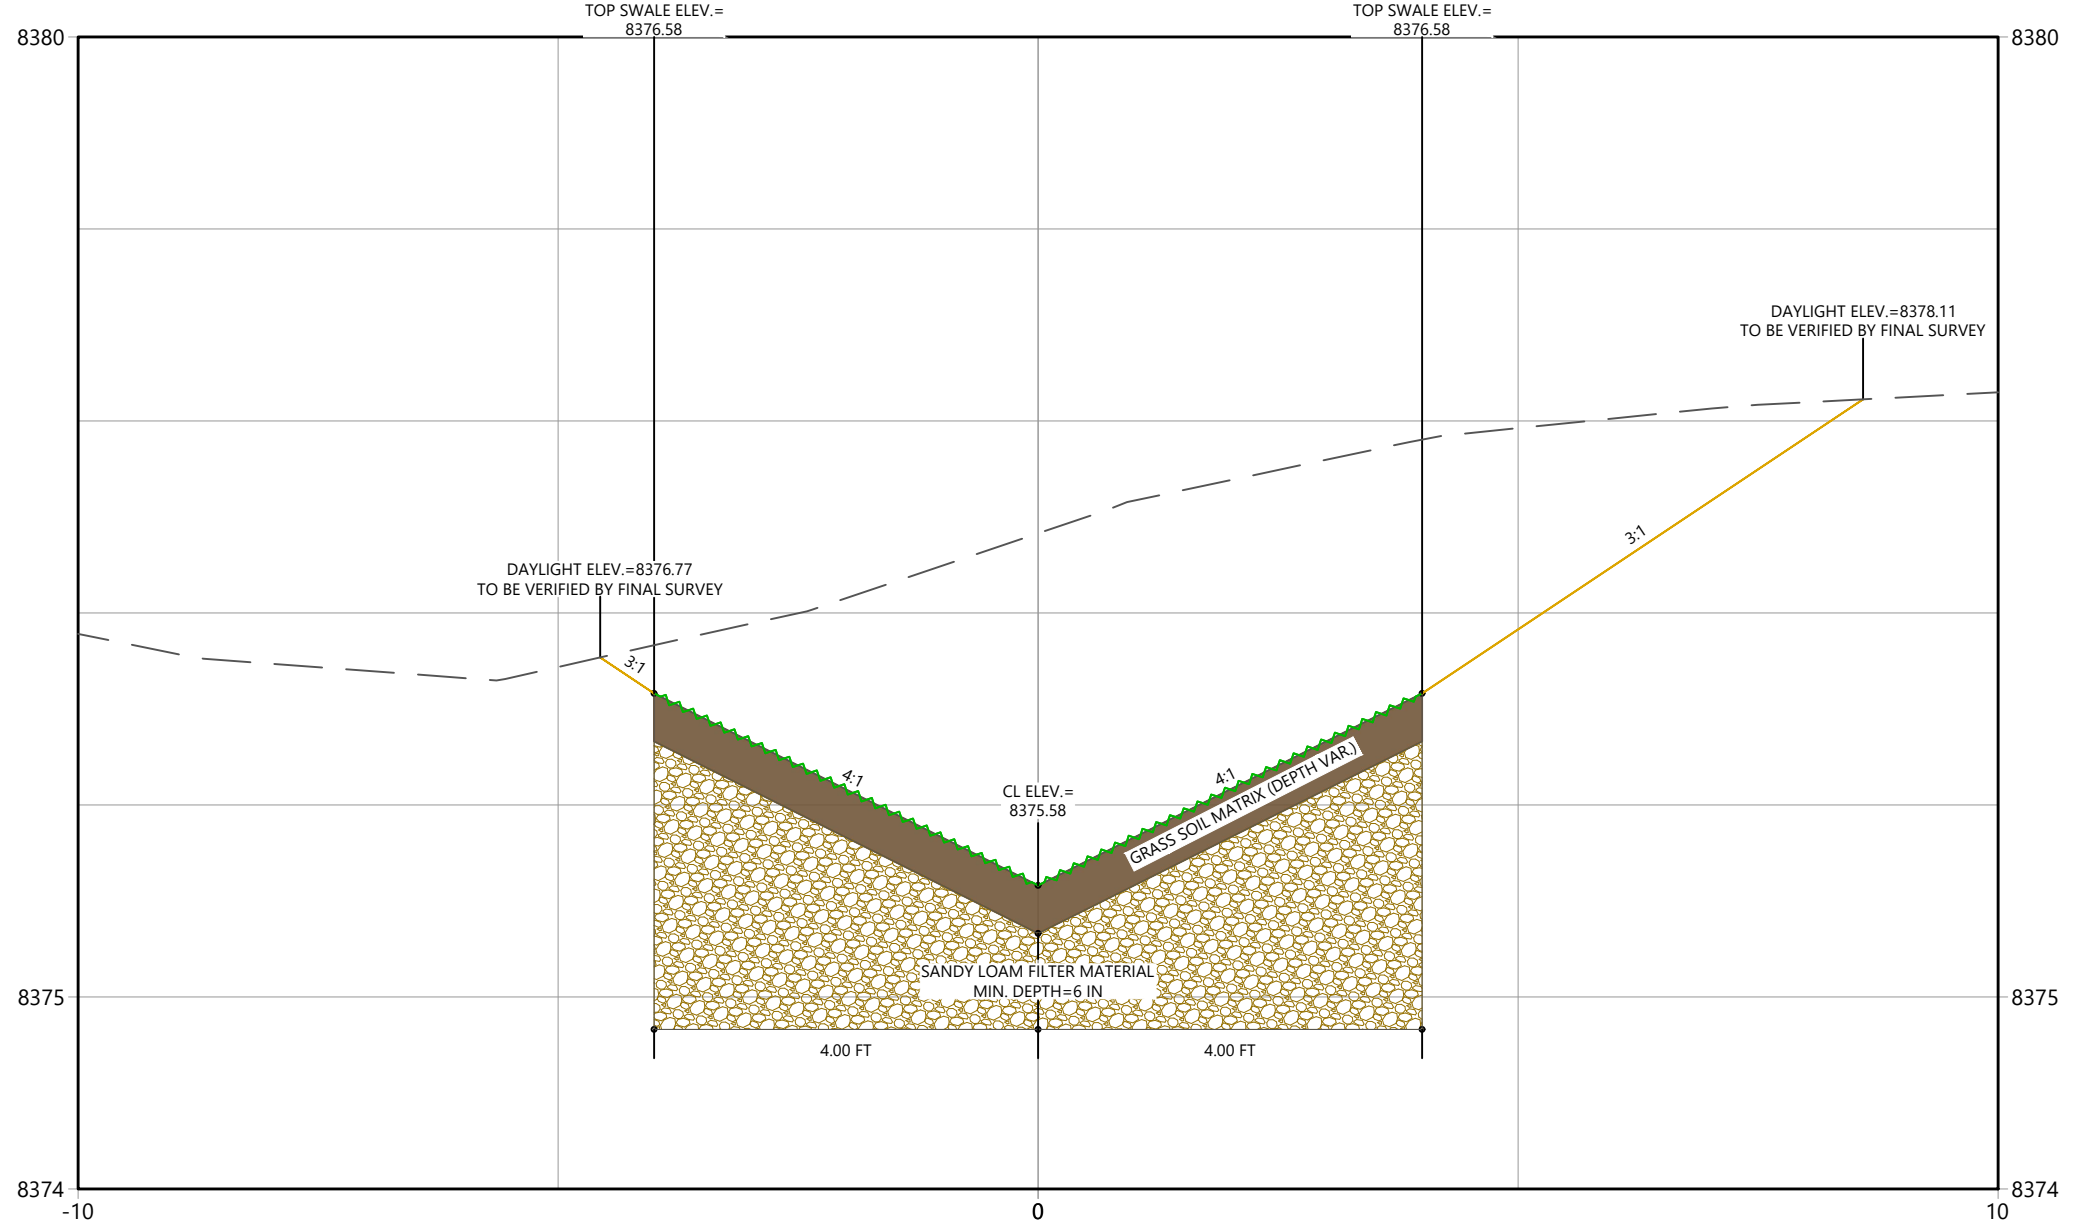 TOP SWALE ELEV.=
8376.58
TOP SWALE ELEV.=
8376.58
8380
8380
DAYLIGHT ELEV.=8378.11
TO BE VERIFIED BY FINAL SURVEY
3:1
DAYLIGHT ELEV.=8376.77
TO BE VERIFIED BY FINAL SURVEY
3:1
4:1
4:1
GRASS SOIL MATRIX (DEPTH VAR.)
CL ELEV.=
8375.58
SANDY LOAM FILTER MATERIAL
MIN. DEPTH=6 IN
8375
8375
4.00 FT
4.00 FT
8374
8374
-10
0
10